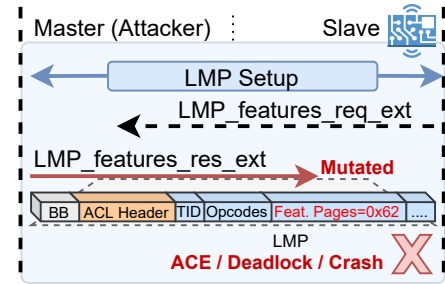 Master (Attacker) Slave
LMP Setup
LMP_features_req_ext
LMP_features_res_ext
Mutated
BB ACL Header TID Opcodes Feat. Pages=0x62 ....
LMP
ACE / Deadlock / Crash